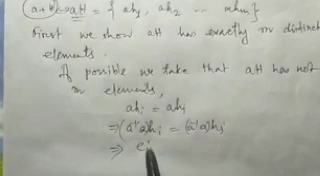 aH = { ah₁, ah₂ ... ahₘ}
First we show aH has exactly m distinct
elements.
If possible we take that aH has not
m elements,
ahᵢ = ahⱼ
⇒ (a⁻¹a)hᵢ = (a⁻¹a)hⱼ
⇒ e